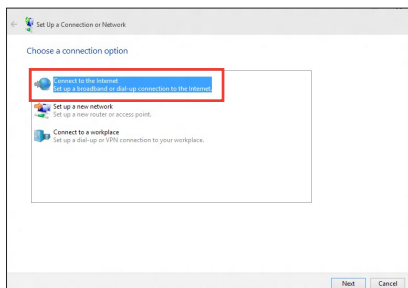 Set Up a Connection or Network
Choose a connection option
Connect to the Internet
Set up a broadband or dial-up connection to the Internet.
Set up a new network
Set up a new router or access point.
Connect to a workplace
Set up a dial-up or VPN connection to your workplace.
Next Cancel